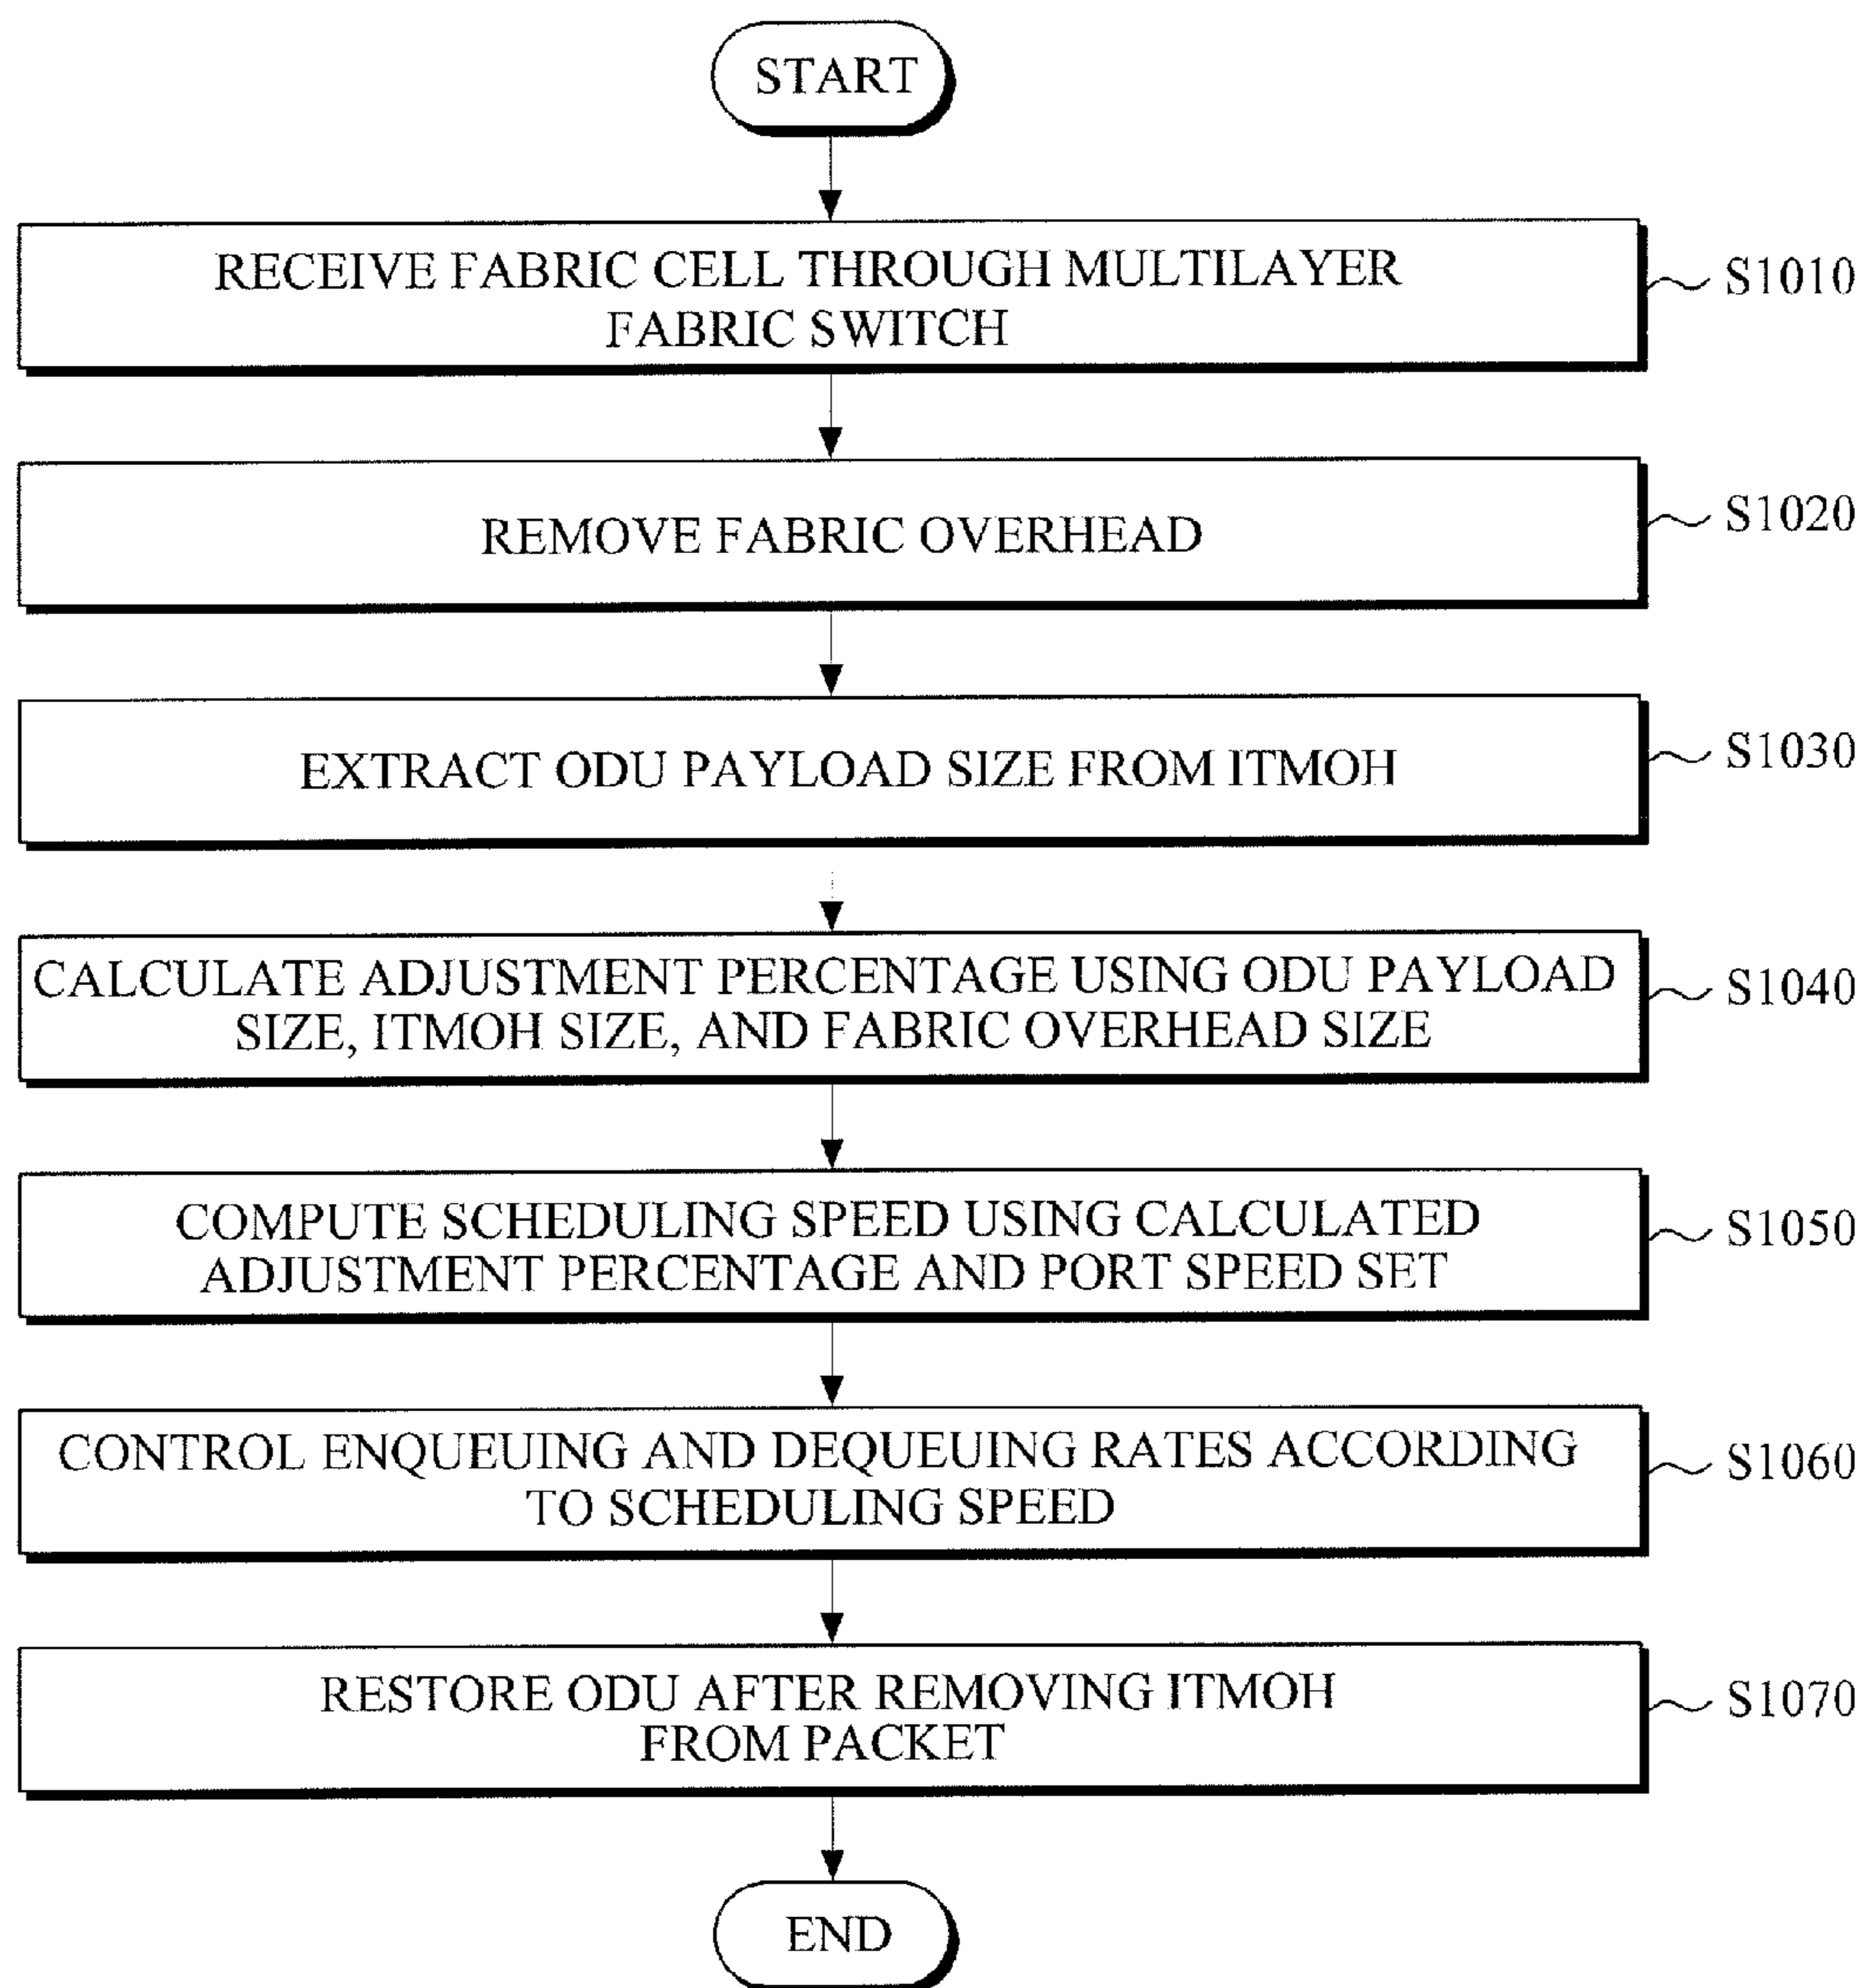 START
RECEIVE FABRIC CELL THROUGH MULTILAYER
FABRIC SWITCH
S1010
REMOVE FABRIC OVERHEAD
S1020
EXTRACT ODU PAYLOAD SIZE FROM ITMOH
S1030
CALCULATE ADJUSTMENT PERCENTAGE USING ODU PAYLOAD
SIZE, ITMOH SIZE, AND FABRIC OVERHEAD SIZE
S1040
COMPUTE SCHEDULING SPEED USING CALCULATED
ADJUSTMENT PERCENTAGE AND PORT SPEED SET
S1050
CONTROL ENQUEUING AND DEQUEUING RATES ACCORDING
TO SCHEDULING SPEED
S1060
RESTORE ODU AFTER REMOVING ITMOH
FROM PACKET
S1070
END